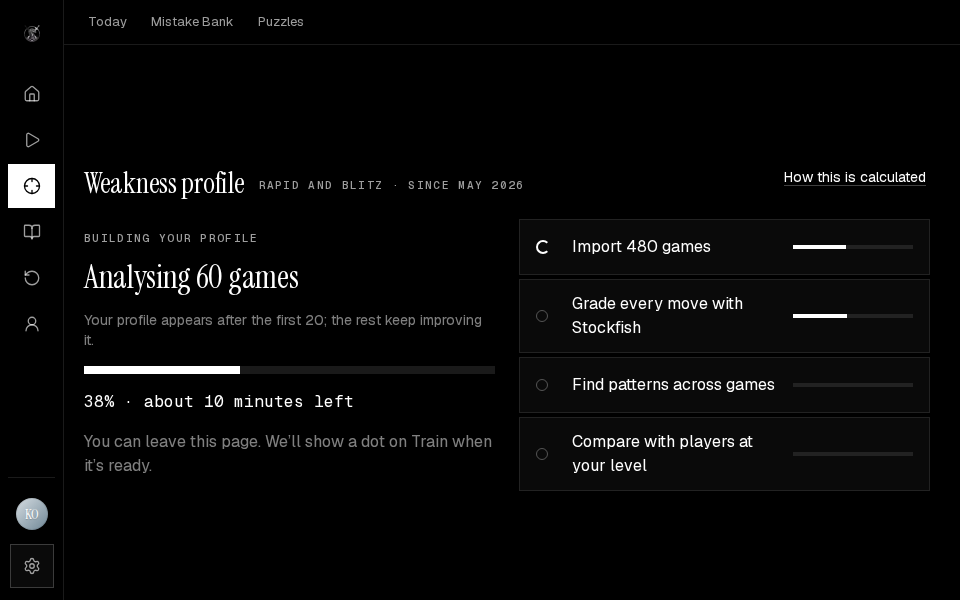 Today Mistake Bank Puzzles
Weakness profile RAPID AND BLITZ · SINCE MAY 2026
How this is calculated
BUILDING YOUR PROFILE
Analysing 60 games
Your profile appears after the first 20; the rest keep improving
it.
38% · about 10 minutes left
You can leave this page. We’ll show a dot on Train when
it’s ready.
Import 480 games
Grade every move with
Stockfish
Find patterns across games
Compare with players at
your level
KO